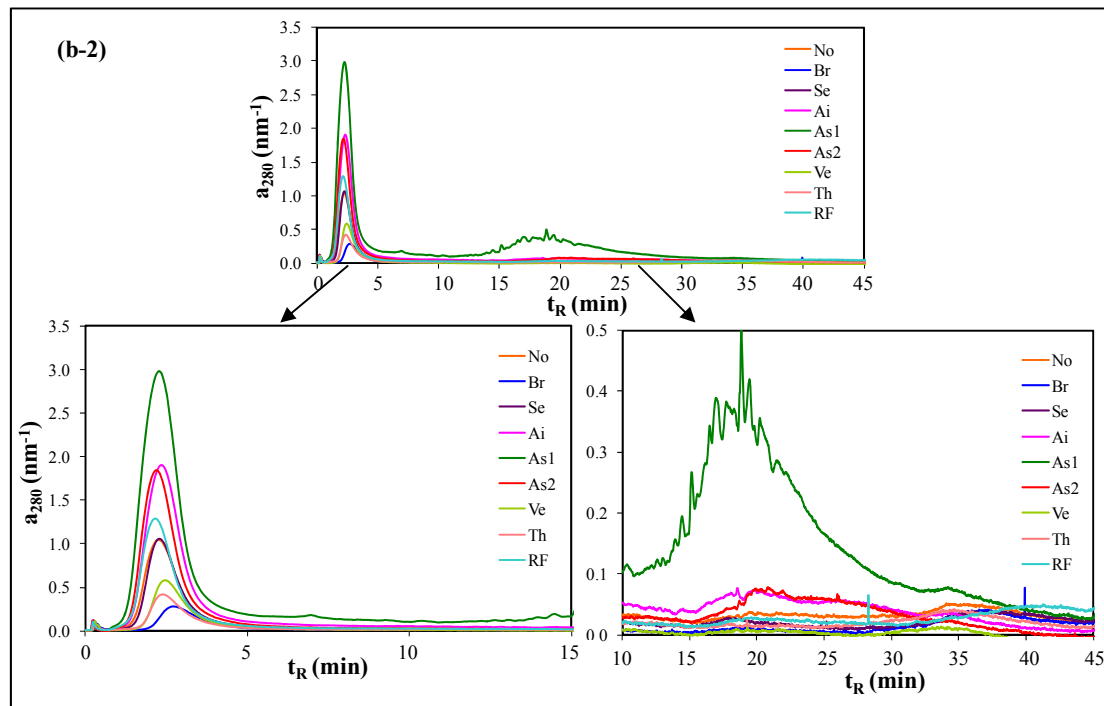 (b-2)
a280 (nm-1)
3.5
3.0
2.5
2.0
1.5
1.0
0.5
0.0
0 5 10 15 20 25 30 35 40 45
tR (min)
No
Br
Se
Ai
As1
As2
Ve
Th
RF
a280 (nm-1)
3.5
3.0
2.5
2.0
1.5
1.0
0.5
0.0
0 5 10 15
tR (min)
No
Br
Se
Ai
As1
As2
Ve
Th
RF
0.5
0.4
0.3
0.2
0.1
0.0
10 15 20 25 30 35 40 45
tR (min)
No
Br
Se
Ai
As1
As2
Ve
Th
RF